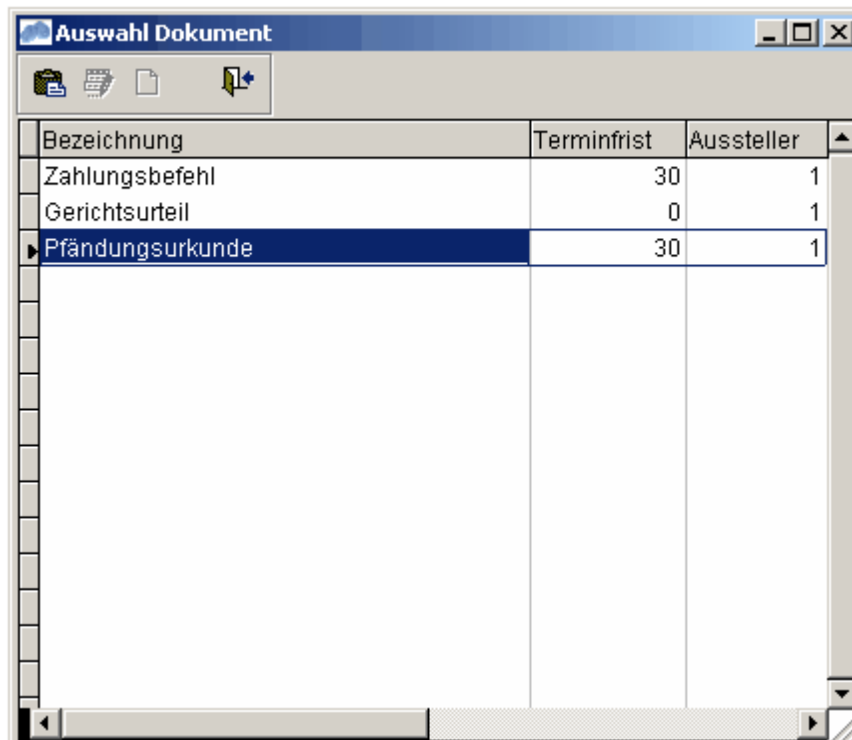 Auswahl Dokument
Bezeichnung Terminfrist Aussteller
Zahlungsbefehl 30 1
Gerichtsurteil 0 1
Pfändungsurkunde 30 1